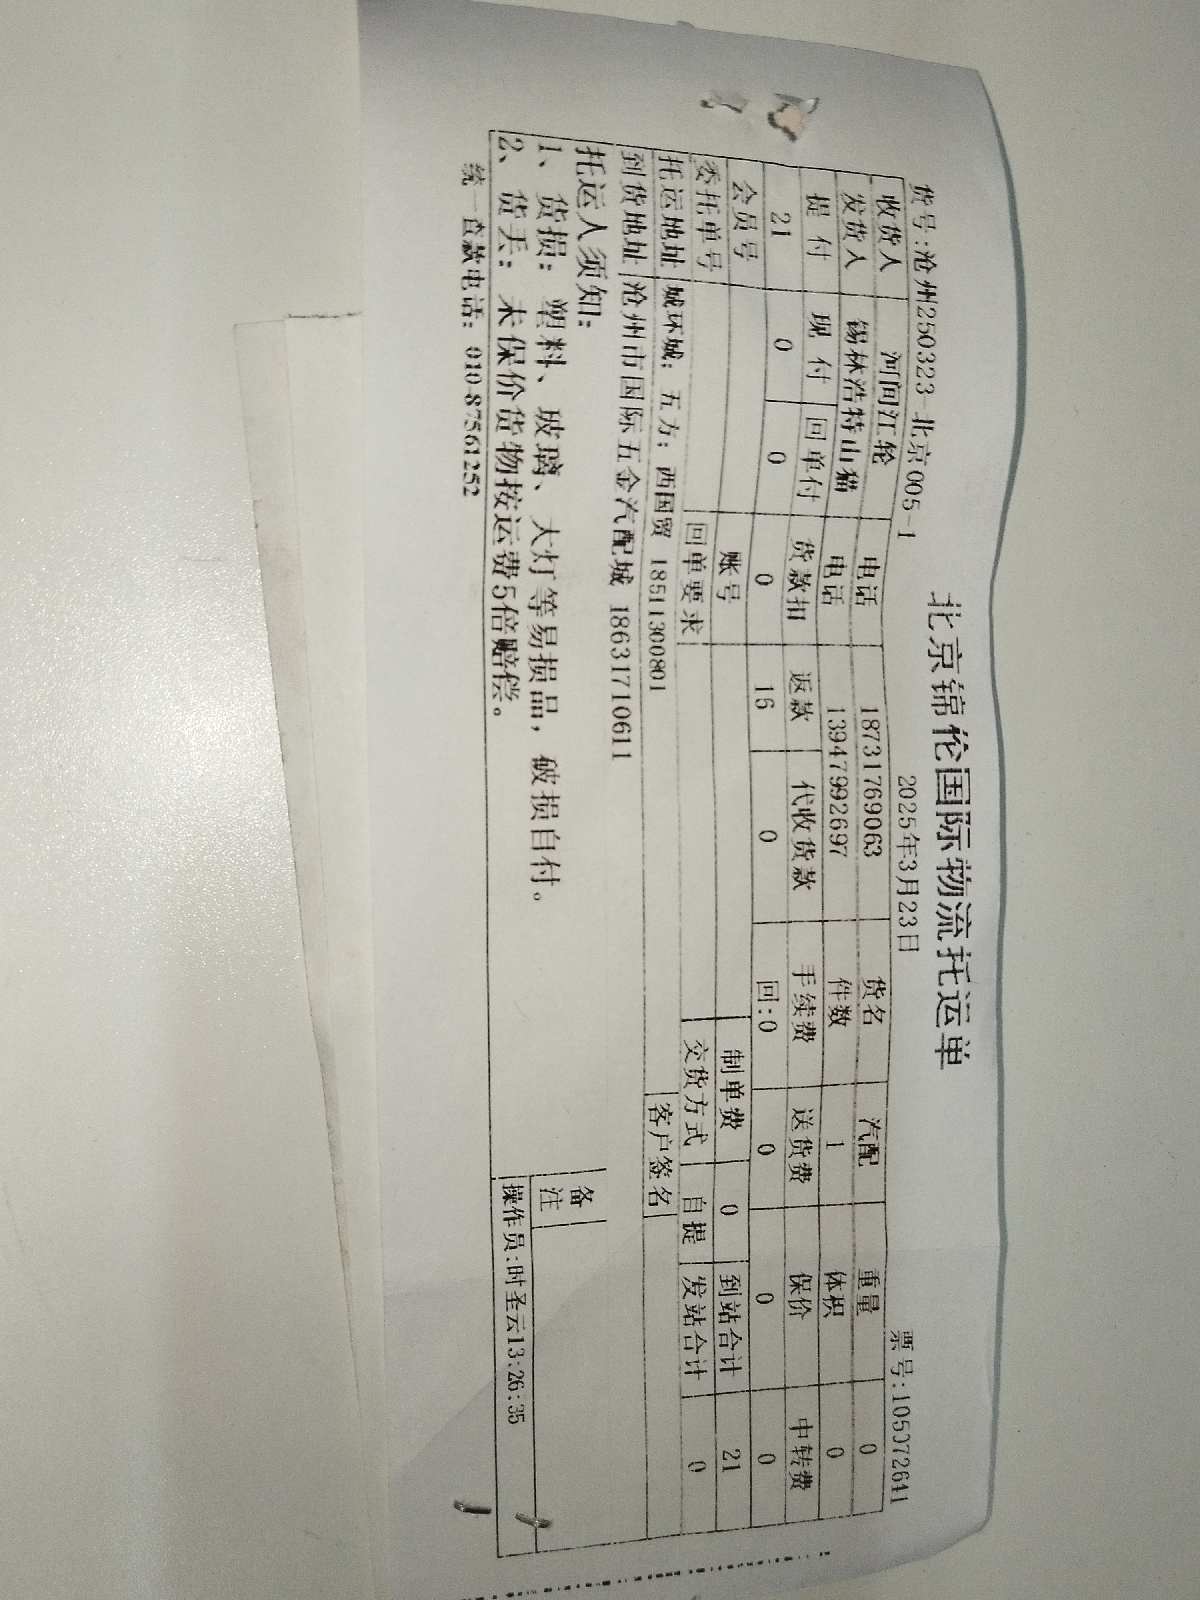 北京锦伦国际物流托运单
货号:沧州250323-北京005-1 2025年3月23日 票号:105072641
收货人 河间江轮 电话 18731769063 货名 汽配 重量 0
发货人 锡林浩特山猫 电话 13947992697 件数 1 体积 0
提付 现付 回单付 货款扣 返款 代收货款 手续费 送货费 保价 中转费
21 0 0 0 16 0 回:0 0 0 0
会员号 账号 制单费 0 到站合计 21
委托单号 回单要求 交货方式 自提 发站合计 0
托运地址 城环城; 五方; 西国贸 18511300801 客户签名
到货地址 沧州市国际五金汽配城 18631710611
托运人须知:
1、货损: 塑料、玻璃、大灯等易损品, 破损自付。
2、货丢: 未保价货物按运费5倍赔偿。
备注
统一查款电话: 010-87561252 操作员:时圣云13:26:35